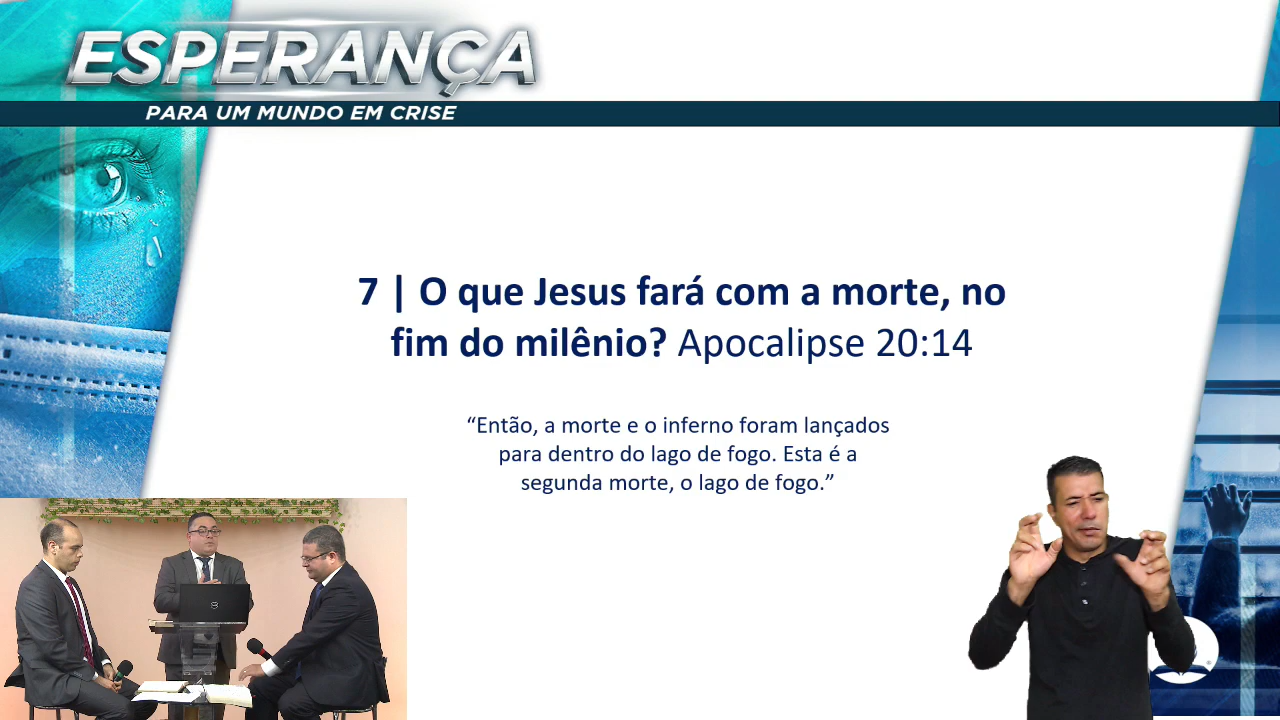 ESPERANÇA
PARA UM MUNDO EM CRISE
7 | O que Jesus fará com a morte, no
fim do milênio? Apocalipse 20:14
“Então, a morte e o inferno foram lançados
para dentro do lago de fogo. Esta é a
segunda morte, o lago de fogo.”